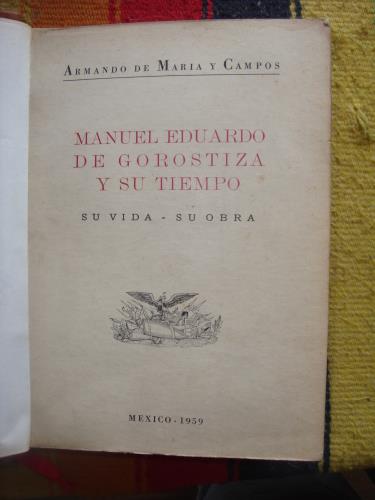 ARMANDO DE MARIA Y CAMPOS
MANUEL EDUARDO
DE GOROSTIZA
Y SU TIEMPO
SU VIDA - SU OBRA
MEXICO - 1959